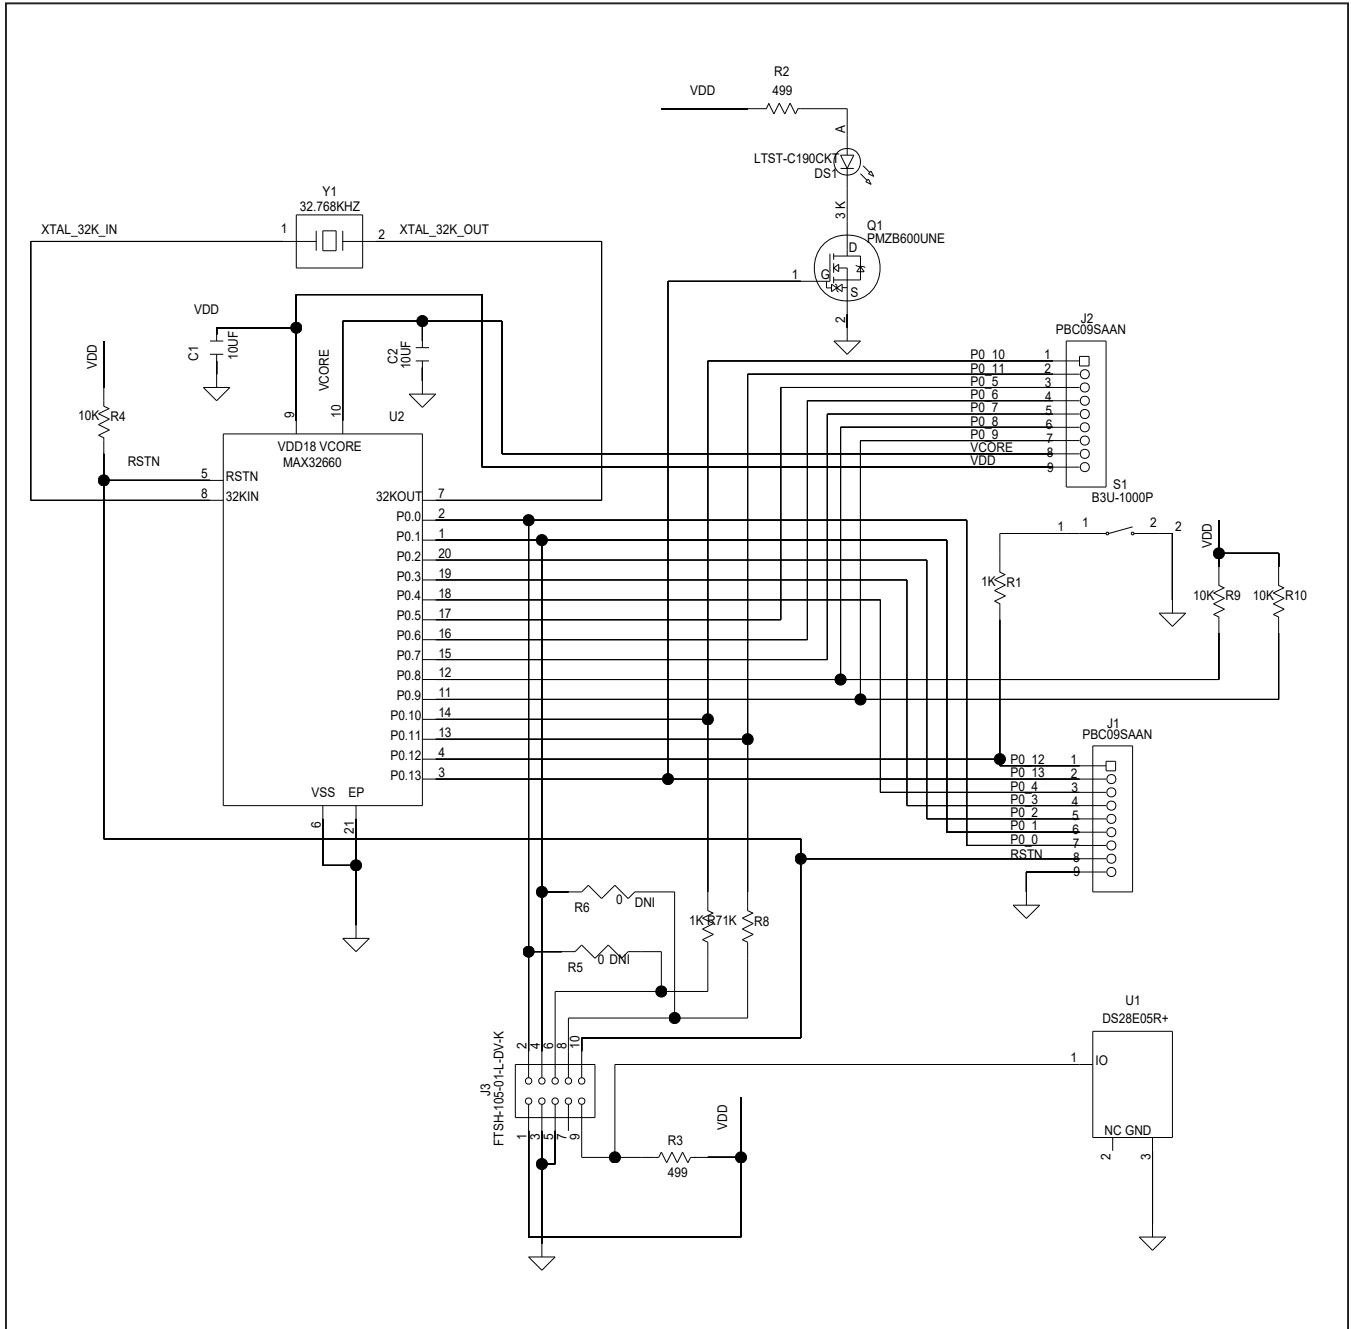 R2
VDD
499
A
LTST-C190CKT
DS1
3 K
Q1
PMZB600UNE
D
1
G
S
2
Y1
32.768KHZ
XTAL_32K_IN
1
2
XTAL_32K_OUT
VDD
C1
10UF
VCORE
C2
10UF
VDD
10K
R4
9
10
U2
VDD18 VCORE
MAX32660
RSTN
5
RSTN
8
32KIN
32KOUT
7
P0.0
2
P0.1
1
P0.2
20
P0.3
19
P0.4
18
P0.5
17
P0.6
16
P0.7
15
P0.8
12
P0.9
11
P0.10
14
P0.11
13
P0.12
4
P0.13
3
VSS EP
6
21
J2
PBC09SAAN
P0_10 1
P0_11 2
P0_5 3
P0_6 4
P0_7 5
P0_8 6
P0_9 7
VCORE 8
VDD 9
S1
B3U-1000P
1
1
2
2
1K
R1
VDD
10K
R9
10K
R10
J1
PBC09SAAN
P0_12 1
P0_13 2
P0_4 3
P0_3 4
P0_2 5
P0_1 6
P0_0 7
RSTN 8
9
R6
0 DNI
R5
0 DNI
1K
R7
1K
R8
2
4
6
8
10
J3
FTSH-105-01-L-DV-K
1
3
5
7
9
R3
499
VDD
U1
DS28E05R+
1
IO
NC GND
2
3